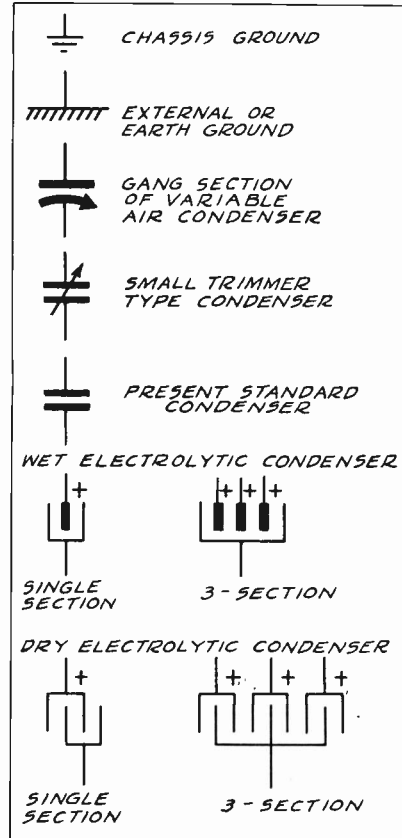 CHASSIS GROUND
EXTERNAL OR
EARTH GROUND
GANG SECTION
OF VARIABLE
AIR CONDENSER
SMALL TRIMMER
TYPE CONDENSER
PRESENT STANDARD
CONDENSER
WET ELECTROLYTIC CONDENSER
+ + + +
SINGLE
SECTION
3-SECTION
DRY ELECTROLYTIC CONDENSER
+ + + +
SINGLE
SECTION
3-SECTION